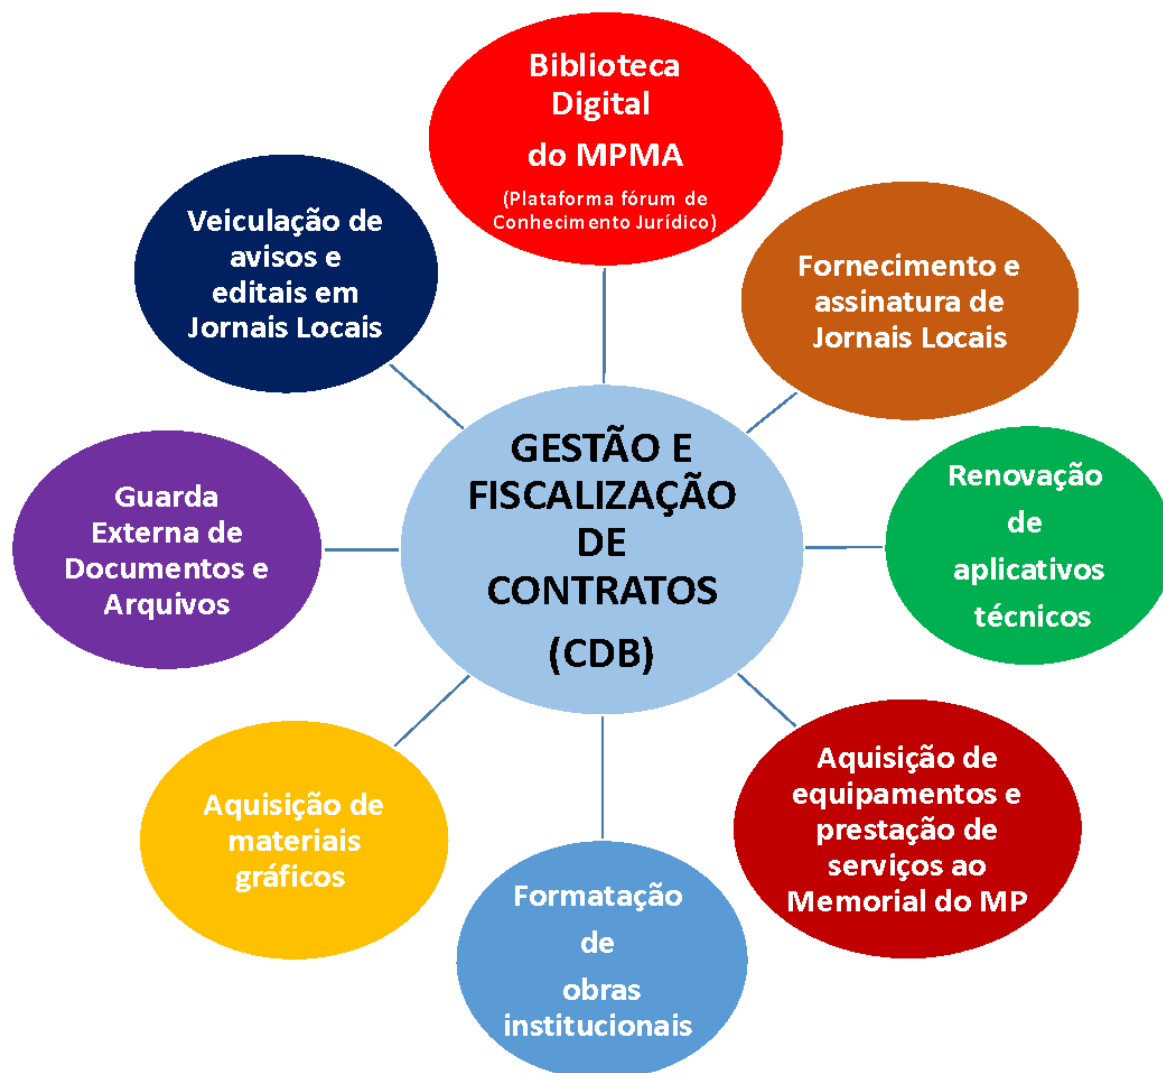 Biblioteca
Digital
do MPMA
(Plataforma fórum de
Conhecimento Jurídico)
Fornecimento e
assinatura de
Jornais Locais
Renovação
de
aplicativos
técnicos
Aquisição de
equipamentos e
prestação de
serviços ao
Memorial do MP
Formatação
de
obras
institucionais
Aquisição de
materiais
gráficos
Guarda
Externa de
Documentos e
Arquivos
Veiculação de
avisos e
editais em
Jornais Locais
GESTÃO E
FISCALIZAÇÃO
DE
CONTRATOS
(CDB)